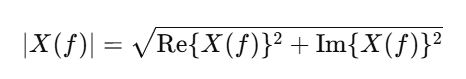 |X(f)| = √Re{X(f)}² + Im{X(f)}²